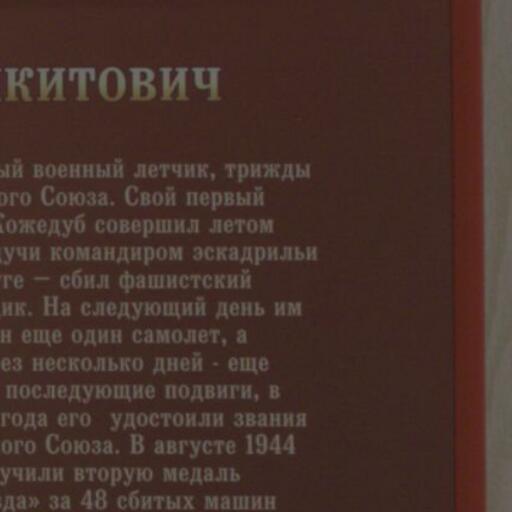 китович
ый военный летчик, трижды
ого Союза. Свой первый
Кожедуб совершил летом
дучи командиром эскадрильи
ге — сбил фашистский
ик. На следующий день им
н еще один самолет, а
ез несколько дней - еще
последующие подвиги, в
года его удостоили звания
ого Союза. В августе 1944
учили вторую медаль
зда» за 48 сбитых машин